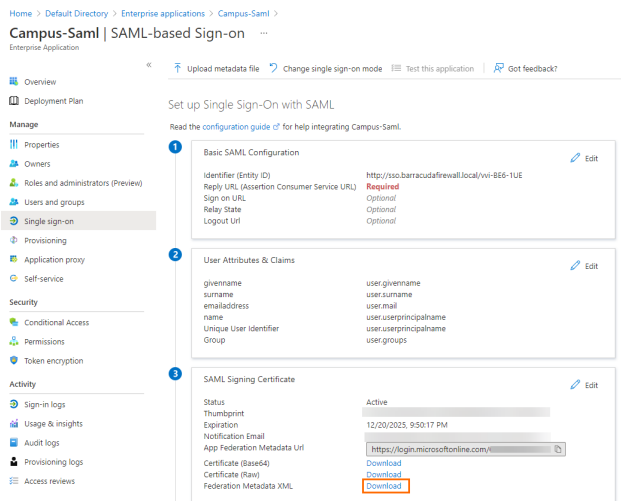 Home > Default Directory > Enterprise applications > Campus-Saml >
Campus-Saml | SAML-based Sign-on ...
Enterprise Application
«
Upload metadata file Change single sign-on mode Test this application | Got feedback?
Overview
Deployment Plan
Manage
Properties
Owners
Roles and administrators (Preview)
Users and groups
Single sign-on
Provisioning
Application proxy
Self-service
Security
Conditional Access
Permissions
Token encryption
Activity
Sign-in logs
Usage & insights
Audit logs
Provisioning logs
Access reviews
Set up Single Sign-On with SAML
Read the configuration guide for help integrating Campus-Saml.
1
Basic SAML Configuration
Edit
Identifier (Entity ID) http://sso.barracudafirewall.local/vvi-BE6-1UE
Reply URL (Assertion Consumer Service URL) Required
Sign on URL Optional
Relay State Optional
Logout Url Optional
2
User Attributes & Claims
Edit
givenname user.givenname
surname user.surname
emailaddress user.mail
name user.userprincipalname
Unique User Identifier user.userprincipalname
Group user.groups
3
SAML Signing Certificate
Edit
Status Active
Thumbprint
Expiration 12/20/2025, 9:50:17 PM
Notification Email
App Federation Metadata Url https://login.microsoftonline.com/
Certificate (Base64) Download
Certificate (Raw) Download
Federation Metadata XML Download